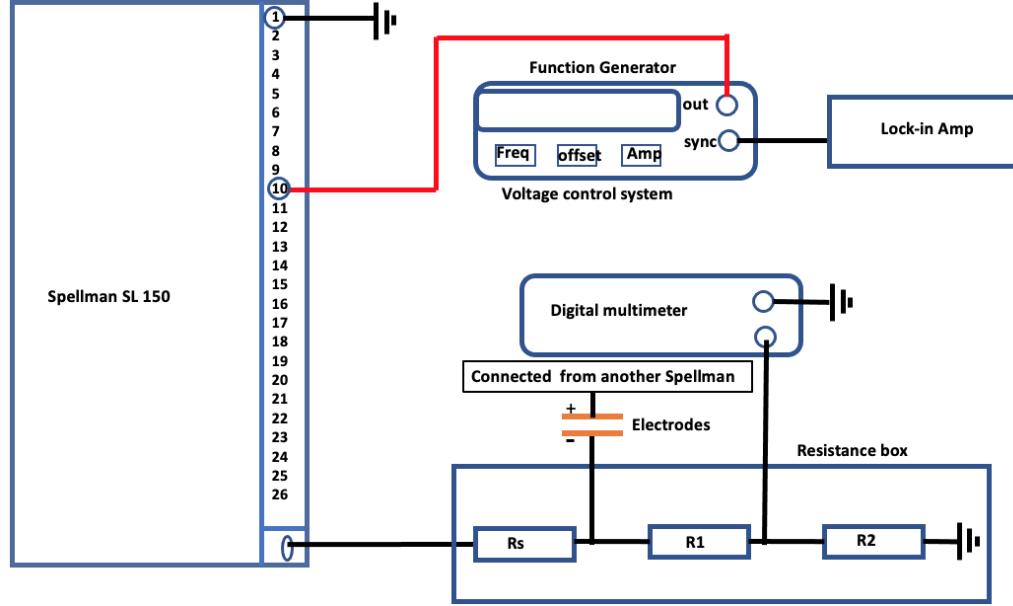 1
2
3
4
5
6
7
8
9
10
11
12
13
14
15
16
17
18
19
20
21
22
23
24
25
26
Spellman SL 150
Function Generator
out
sync
Freq
offset
Amp
Voltage control system
Lock-in Amp
Digital multimeter
Connected from another Spellman
+
-
Electrodes
Resistance box
Rs
R1
R2